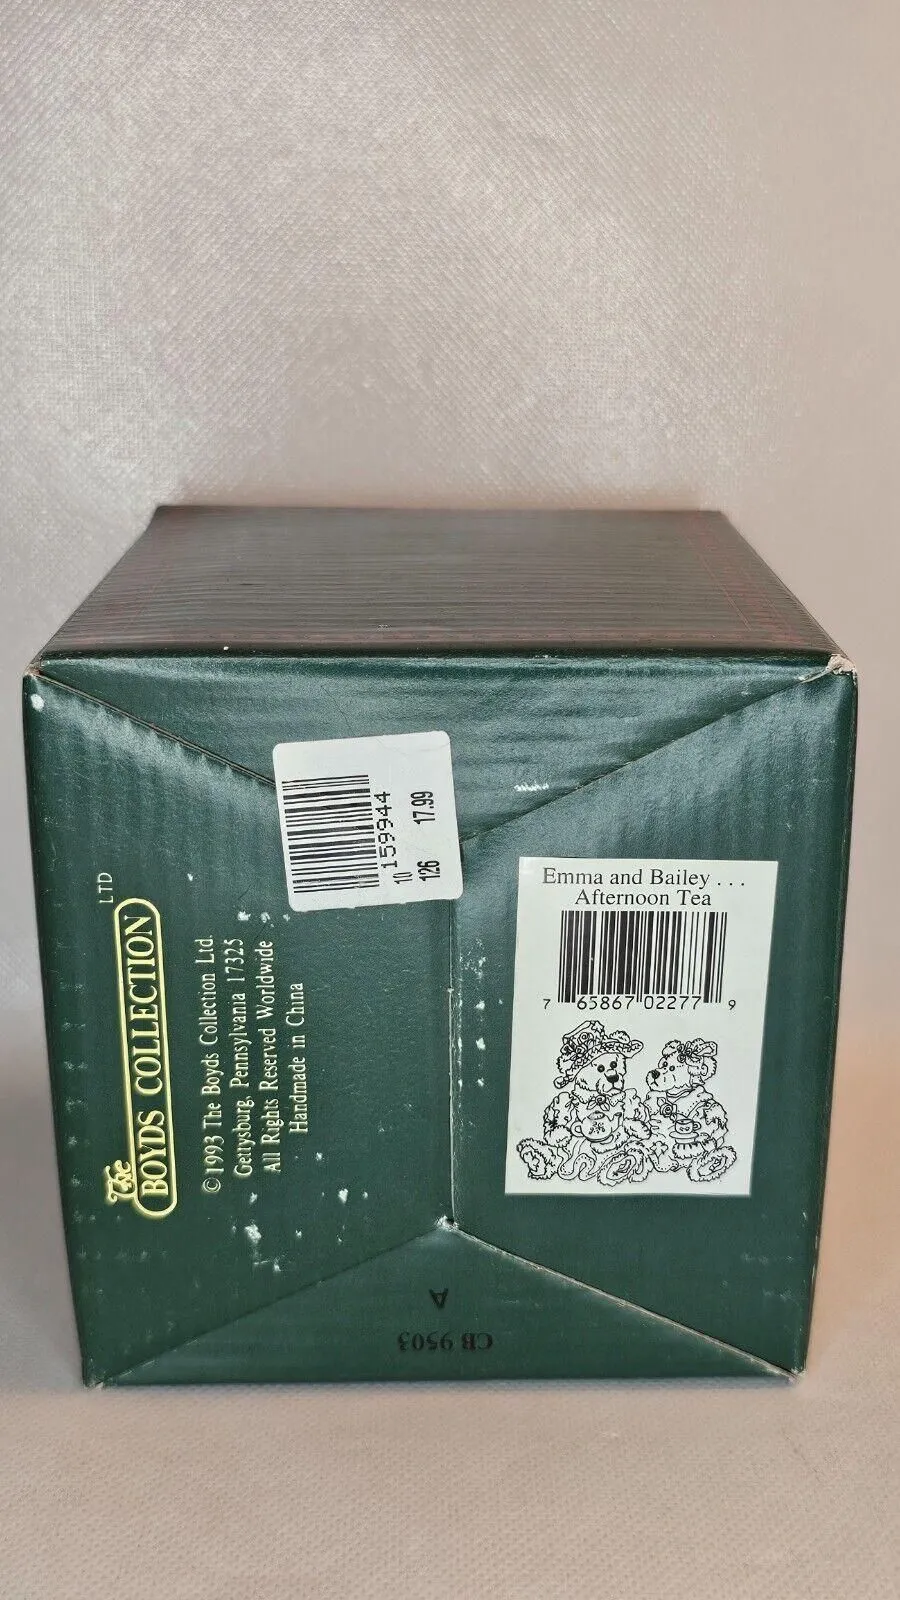 The
BOYDS COLLECTION
LTD
© 1993 The Boyds Collection Ltd.
Gettysburg, Pennsylvania 17325
All Rights Reserved Worldwide
Handmade in China
159944
10
126 17.99
Emma and Bailey ...
Afternoon Tea
7 65867 02277 9
A
CB 9503